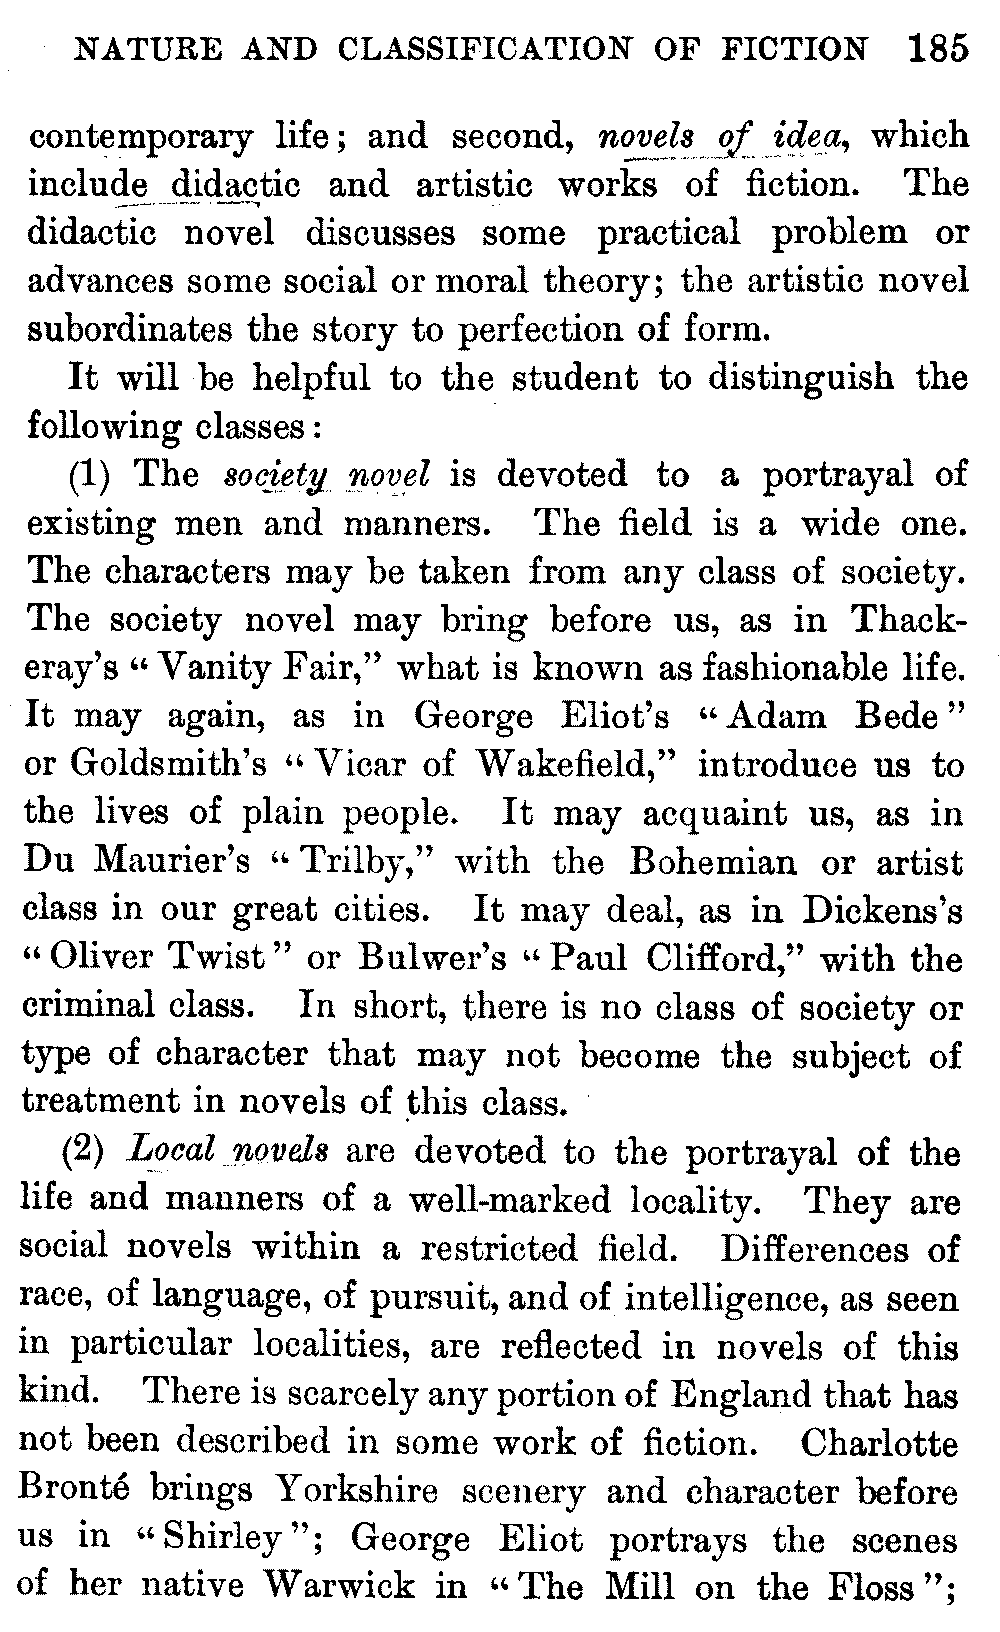 NATURE AND CLASSIFICATION OF FICTION 185
contemporary life; and second, novels of idea, which
include didactic and artistic works of fiction. The
didactic novel discusses some practical problem or
advances some social or moral theory; the artistic novel
subordinates the story to perfection of form.
It will be helpful to the student to distinguish the
following classes:
(1) The society novel is devoted to a portrayal of
existing men and manners. The field is a wide one.
The characters may be taken from any class of society.
The society novel may bring before us, as in Thack-
eray's "Vanity Fair," what is known as fashionable life.
It may again, as in George Eliot's "Adam Bede"
or Goldsmith's "Vicar of Wakefield," introduce us to
the lives of plain people. It may acquaint us, as in
Du Maurier's "Trilby," with the Bohemian or artist
class in our great cities. It may deal, as in Dickens's
"Oliver Twist" or Bulwer's "Paul Clifford," with the
criminal class. In short, there is no class of society or
type of character that may not become the subject of
treatment in novels of this class.
(2) Local novels are devoted to the portrayal of the
life and manners of a well-marked locality. They are
social novels within a restricted field. Differences of
race, of language, of pursuit, and of intelligence, as seen
in particular localities, are reflected in novels of this
kind. There is scarcely any portion of England that has
not been described in some work of fiction. Charlotte
Bronté brings Yorkshire scenery and character before
us in "Shirley"; George Eliot portrays the scenes
of her native Warwick in "The Mill on the Floss";